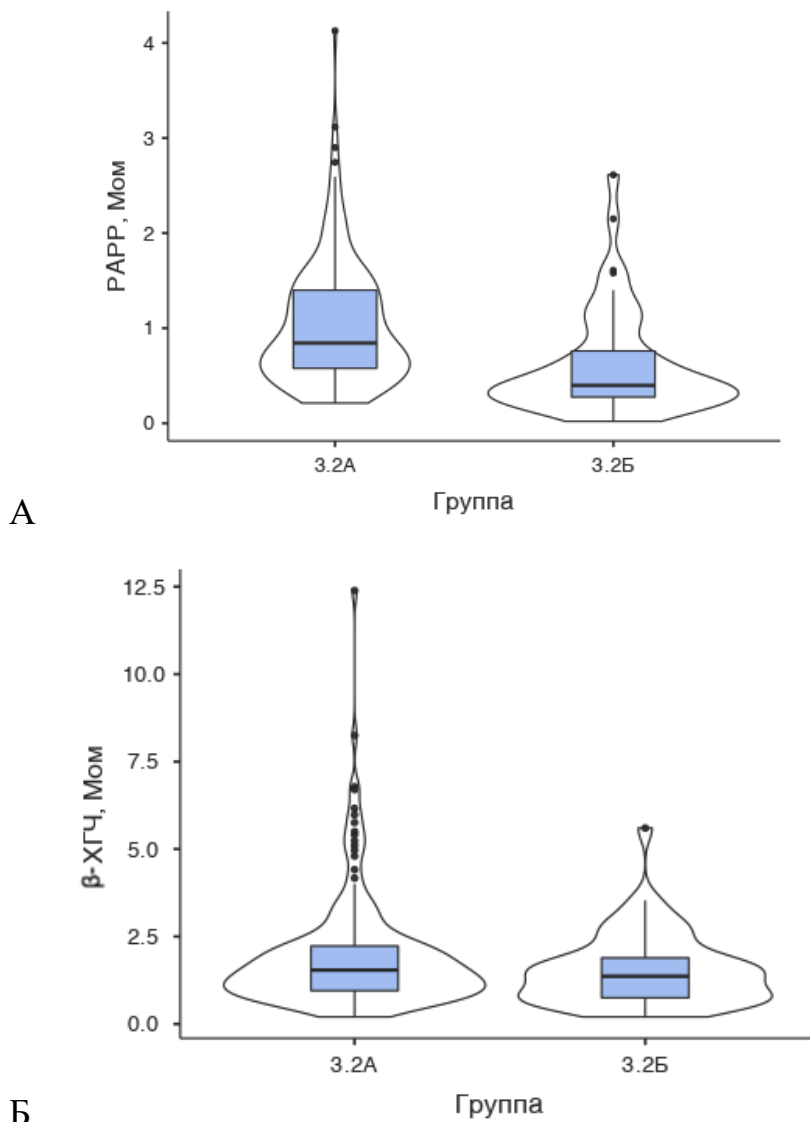 4
3
2
1
0
PAPP, Мом
3.2А
3.2Б
Группа
А
12.5
10.0
7.5
5.0
2.5
0.0
β-ХГЧ, Мом
3.2А
3.2Б
Группа
Б